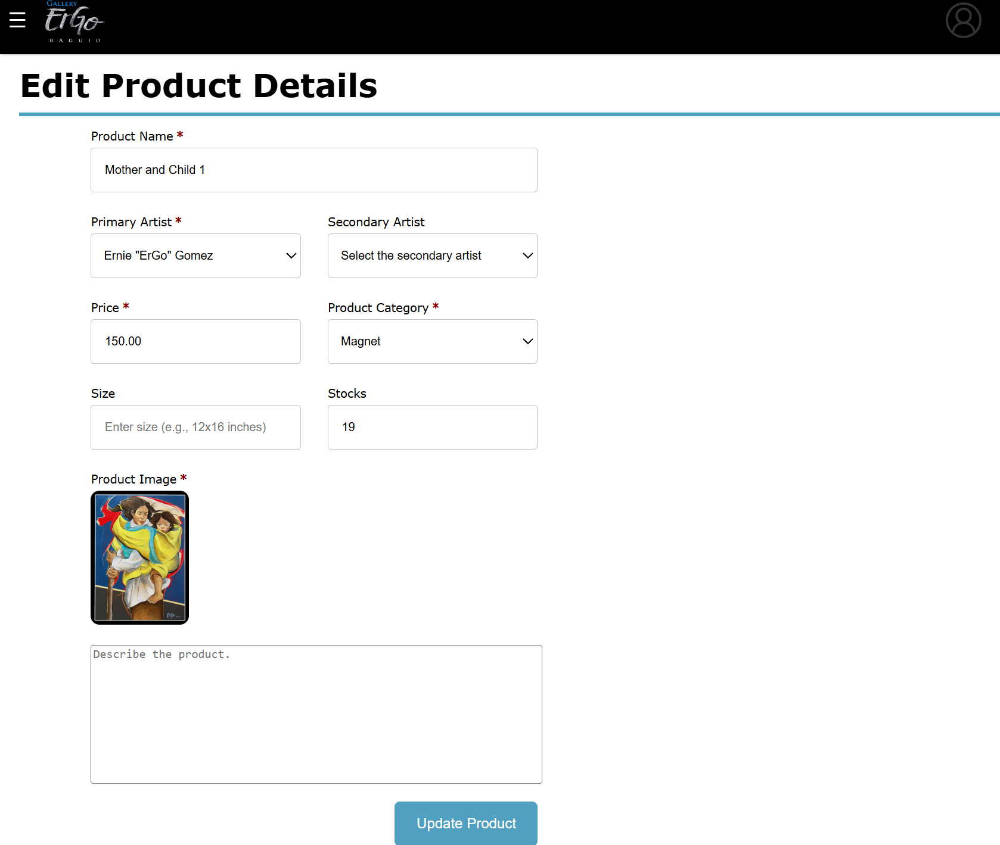 GALLERY
ErGo
BAGUIO
Edit Product Details
Product Name *
Mother and Child 1
Primary Artist *
Secondary Artist
Ernie "ErGo" Gomez
Select the secondary artist
Price *
Product Category *
150.00
Magnet
Size
Stocks
Enter size (e.g., 12x16 inches)
19
Product Image *
ErGo
Describe the product.
Update Product